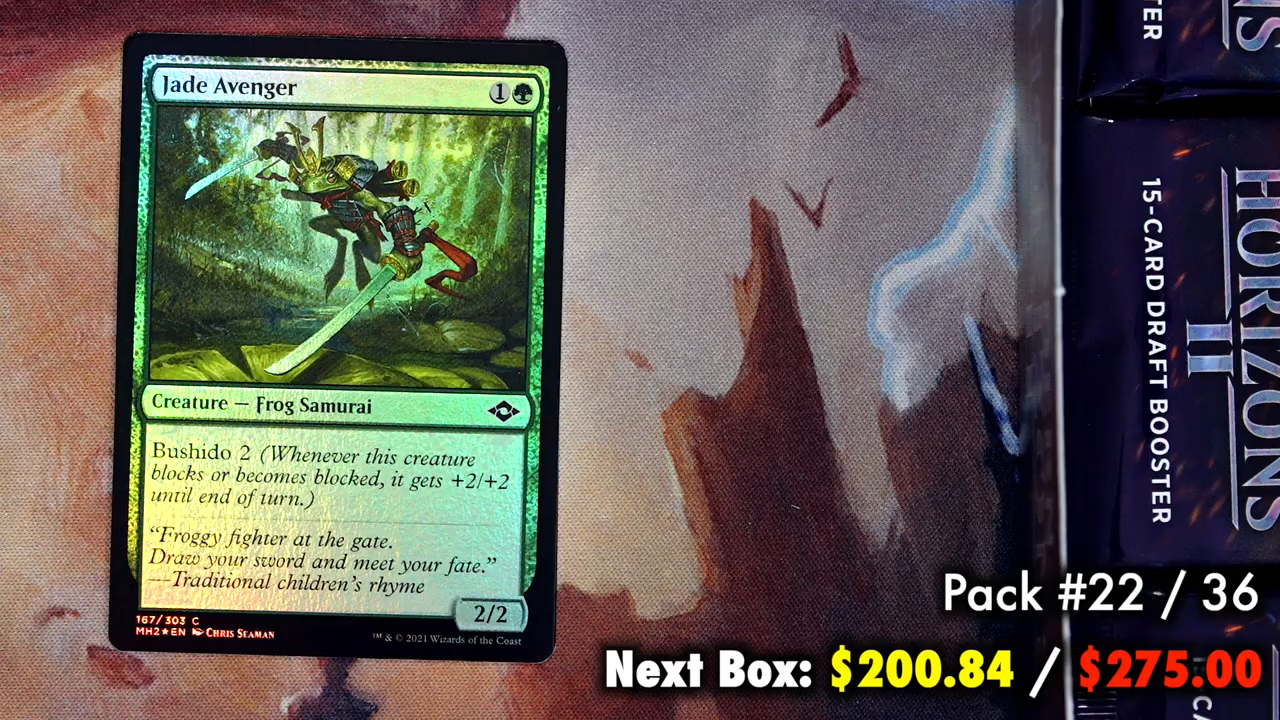 Jade Avenger
1
Creature — Frog Samurai
Bushido 2 (Whenever this creature
blocks or becomes blocked, it gets +2/+2
until end of turn.)
“Froggy fighter at the gate.
Draw your sword and meet your fate.”
—Traditional children’s rhyme
2/2
167/303 C
MH2★EN Chris Seaman
™ & © 2021 Wizards of the Coast
HORIZONS
II
15-CARD DRAFT BOOSTER
Pack #22 / 36
Next Box: $200.84 / $275.00